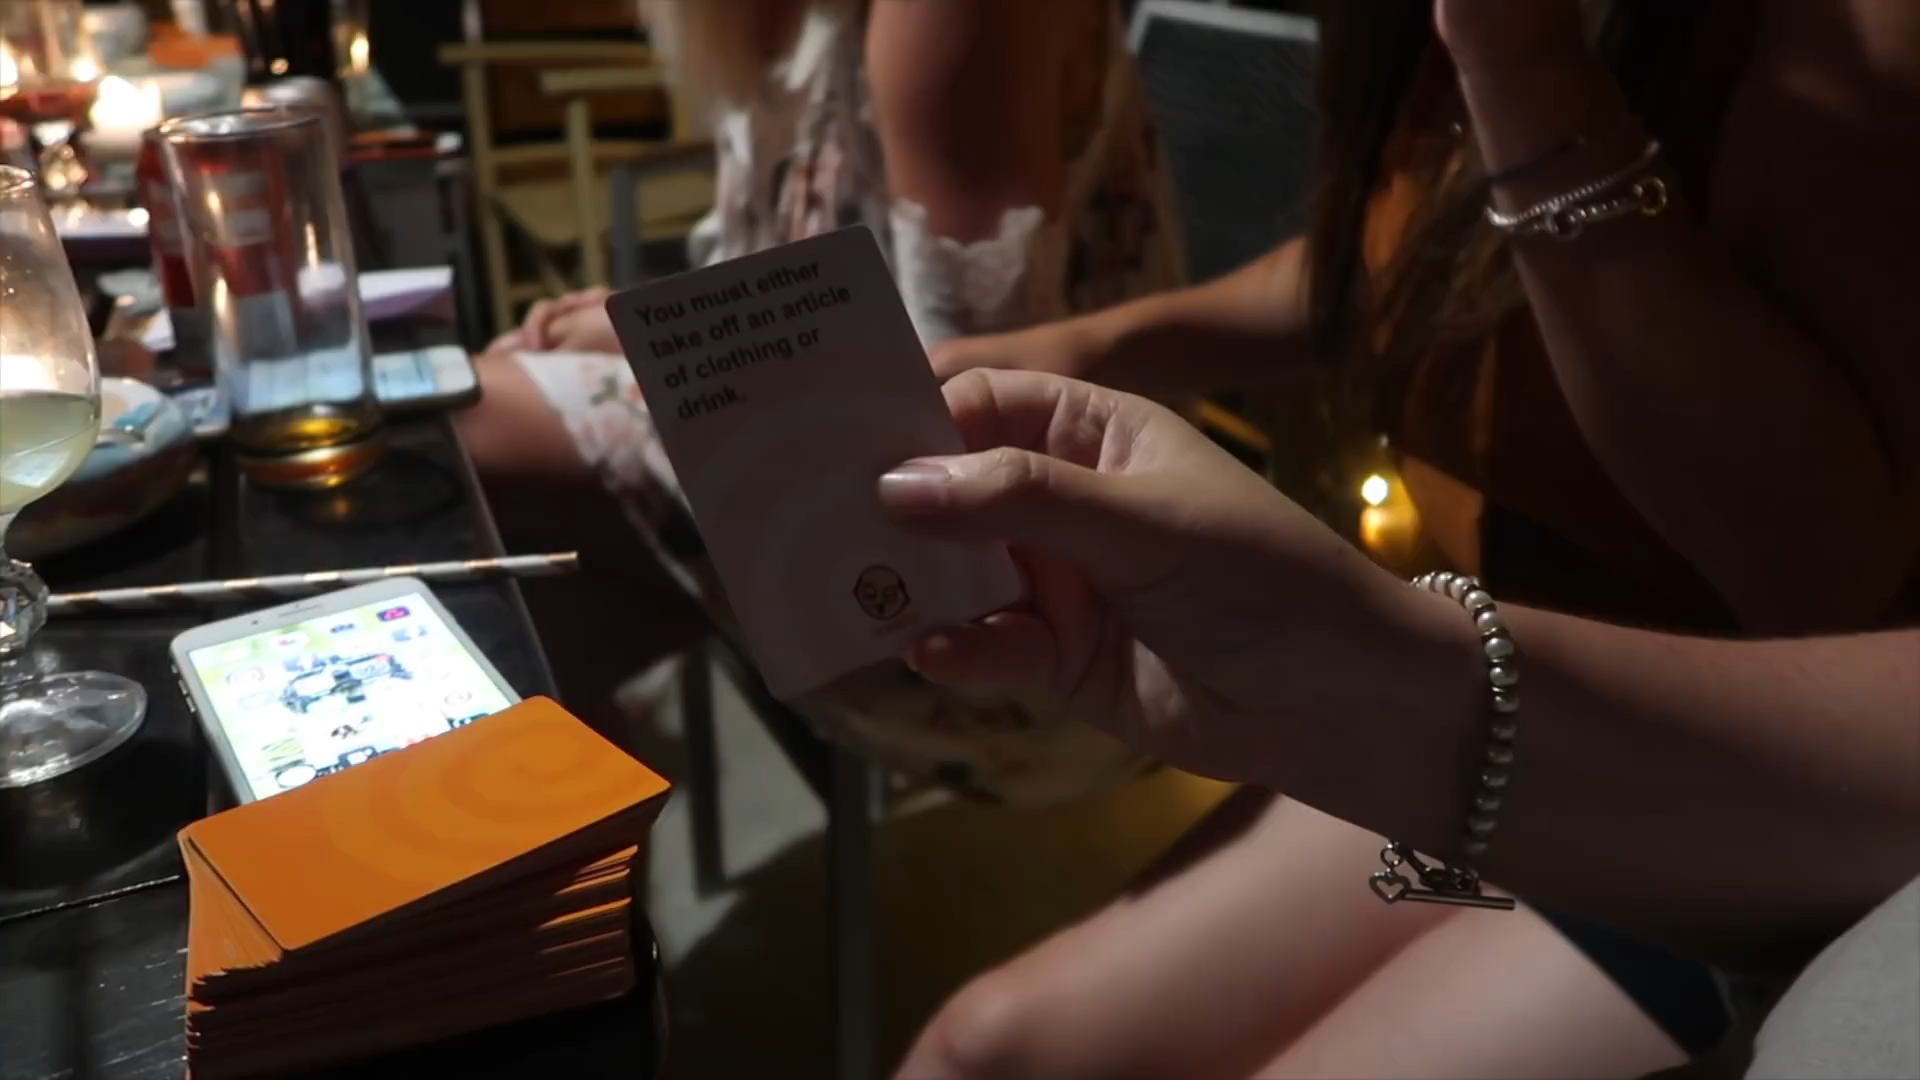 You must either
take off an article
of clothing or
drink.